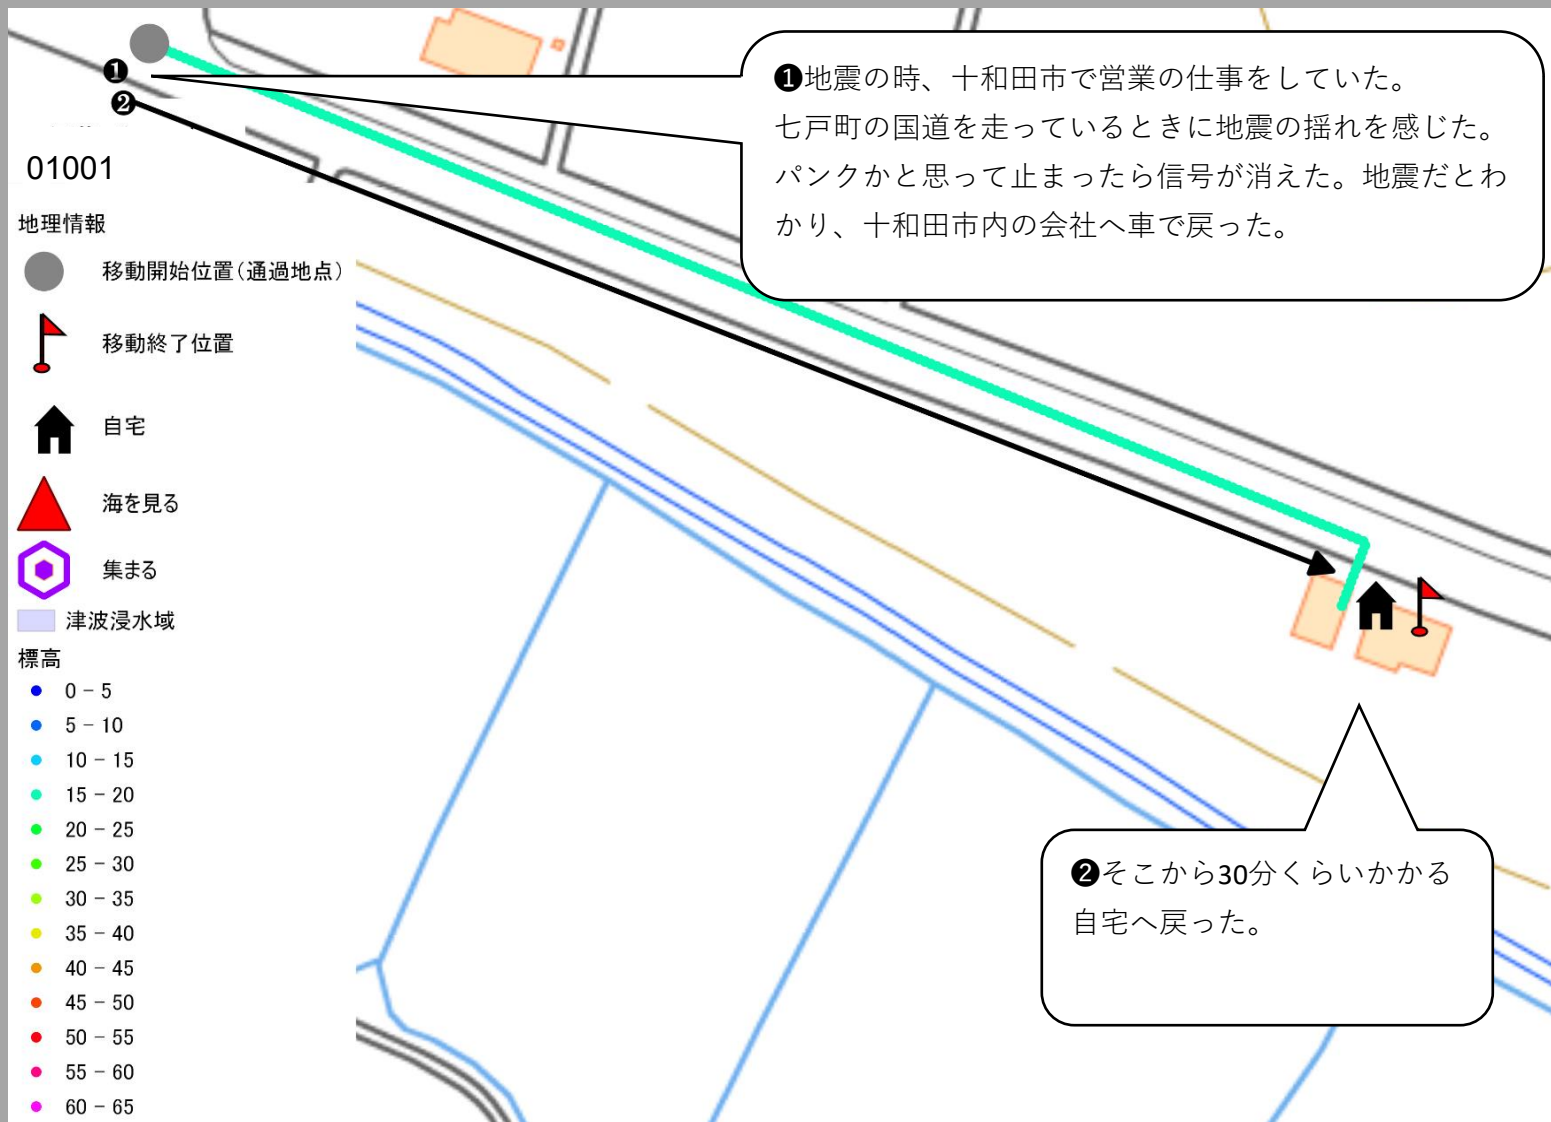 ❶
❷
❶地震の時、十和田市で営業の仕事をしていた。
七戸町の国道を走っているときに地震の揺れを感じた。
パンクかと思って止まったら信号が消えた。地震だとわ
かり、十和田市内の会社へ車で戻った。
01001
地理情報
移動開始位置(通過地点)
移動終了位置
自宅
海を見る
集まる
津波浸水域
標高
0 - 5
5 - 10
10 - 15
15 - 20
20 - 25
25 - 30
30 - 35
35 - 40
40 - 45
45 - 50
50 - 55
55 - 60
60 - 65
❷そこから30分くらいかかる
自宅へ戻った。